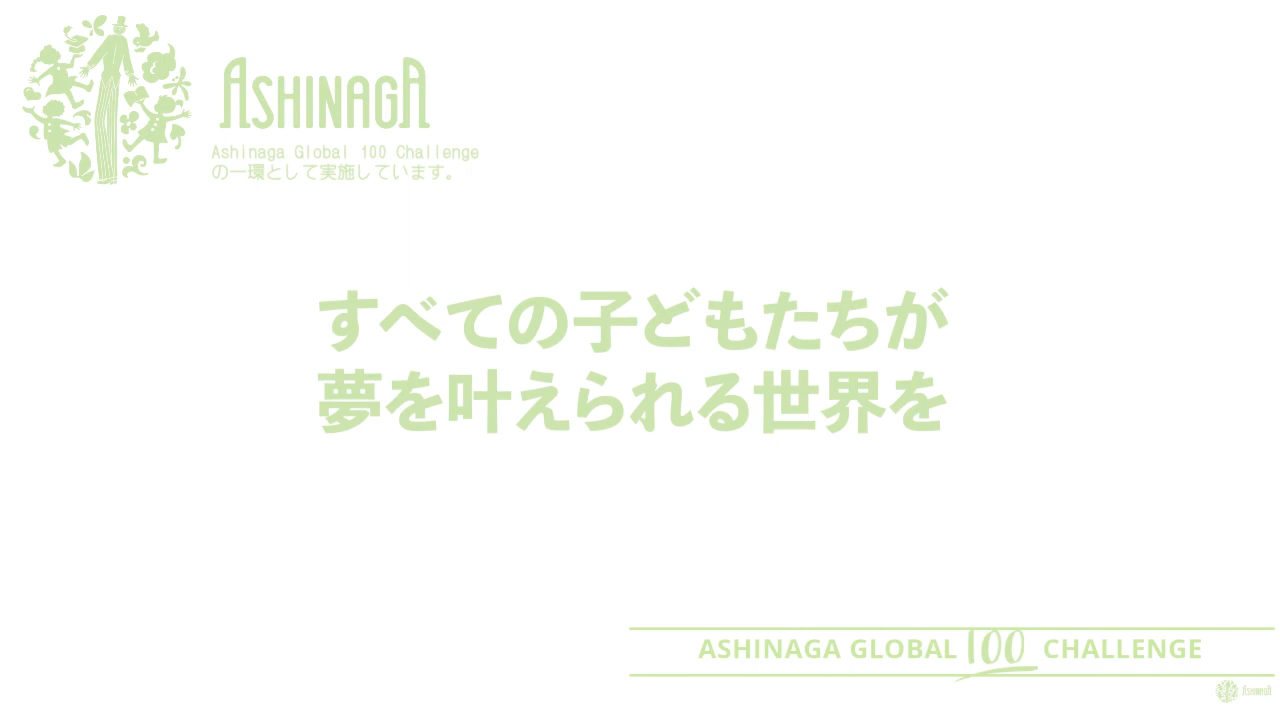 ASHINAGA
Ashinaga Global 100 Challenge
の一環として実施しています。
すべての子どもたちが
夢を叶えられる世界を
ASHINAGA GLOBAL 100 CHALLENGE
ASHINAGA